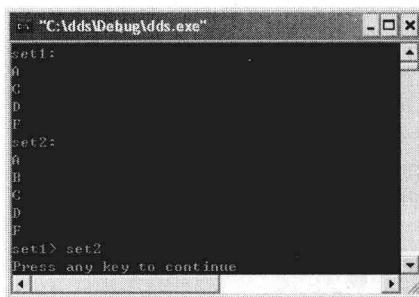 "C:\dds\Debug\dds.exe"
set1:
A
C
D
F
set2:
A
B
C
D
F
set1> set2
Press any key to continue